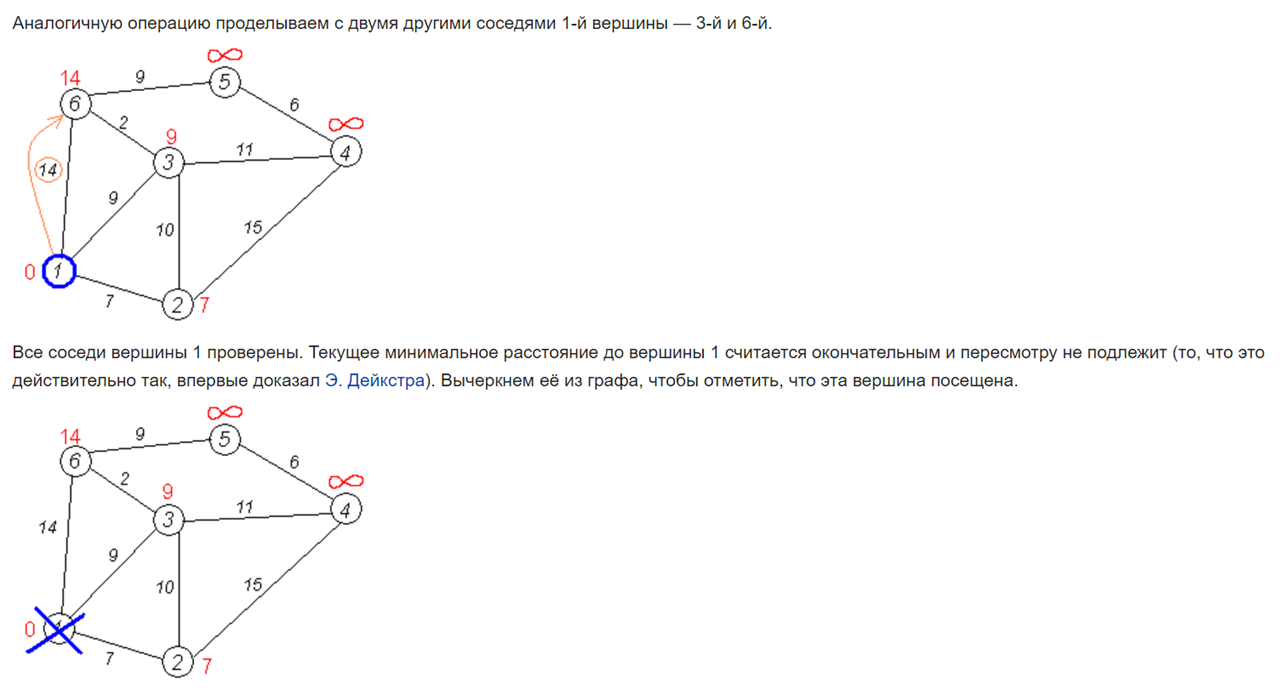 Аналогичную операцию проделываем с двумя другими соседями 1-й вершины — 3-й и 6-й.
∞
14 9 5
6 6
2 ∞
9
3 11 4
14
9
10 15
0 1
7 2 7
Все соседи вершины 1 проверены. Текущее минимальное расстояние до вершины 1 считается окончательным и пересмотру не подлежит (то, что это
действительно так, впервые доказал Э. Дейкстра). Вычеркнем её из графа, чтобы отметить, что эта вершина посещена.
∞
14 9 5
6 6
2 ∞
9
3 11 4
14
9
10 15
0 1
7 2 7